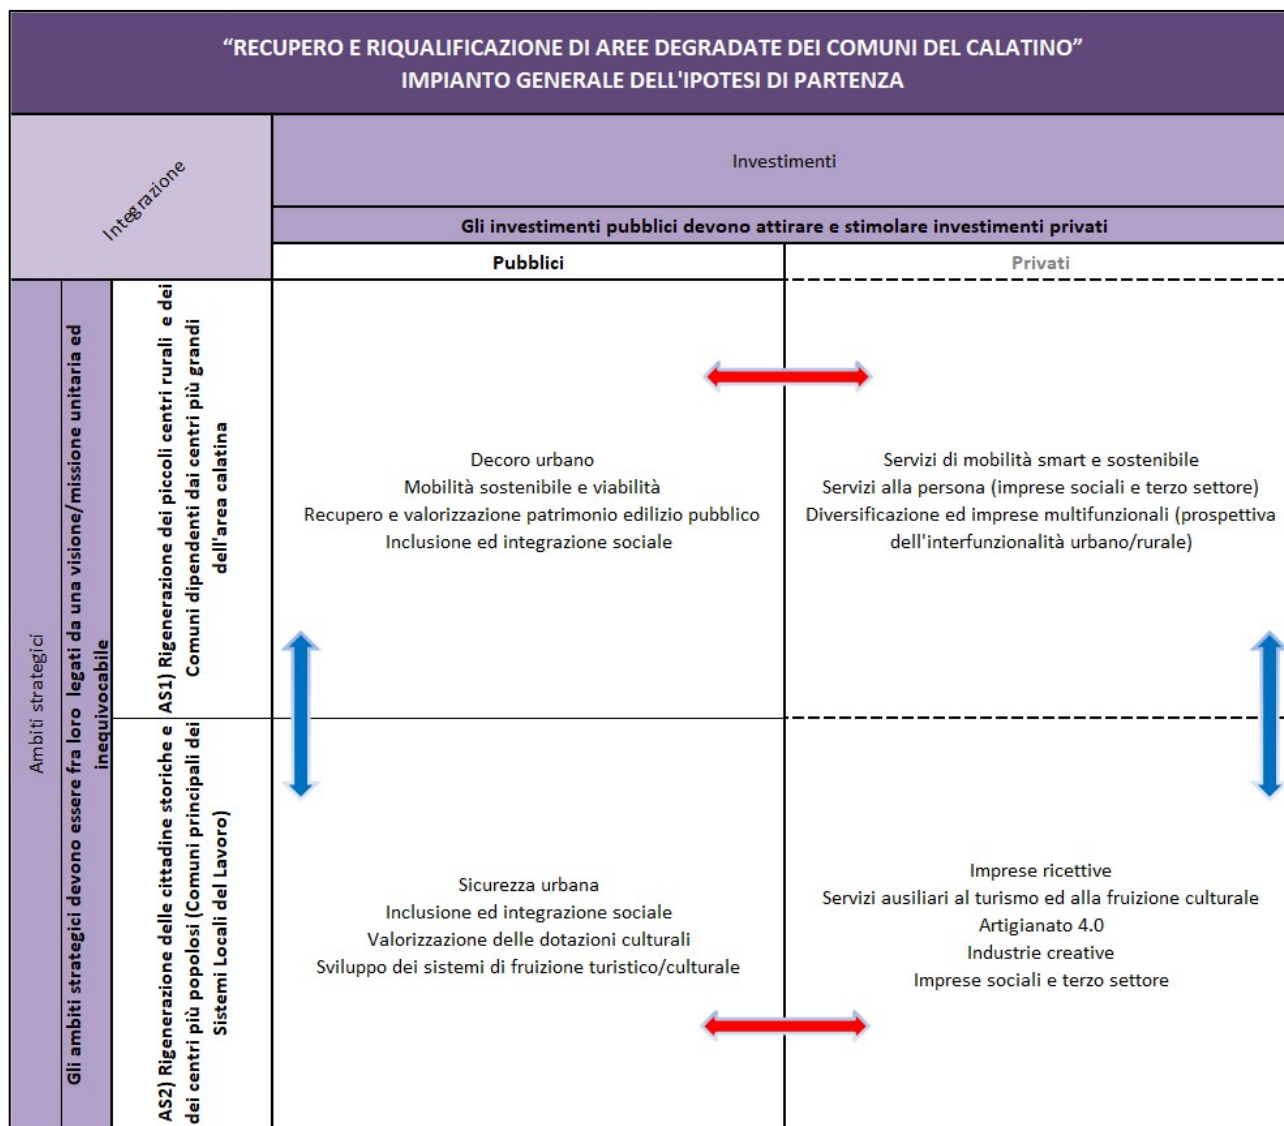 “RECUPERO E RIQUALIFICAZIONE DI AREE DEGRADATE DEI COMUNI DEL CALATINO”
IMPIANTO GENERALE DELL'IPOTESI DI PARTENZA
Integrazione
Investimenti
Gli investimenti pubblici devono attirare e stimolare investimenti privati
Pubblici
Privati
Ambiti strategici
Gli ambiti strategici devono essere fra loro legati da una visione/missione unitaria ed
inequivocabile
AS1) Rigenerazione dei piccoli centri rurali e dei
Comuni dipendenti dai centri più grandi
dell'area calatina
Decoro urbano
Mobilità sostenibile e viabilità
Recupero e valorizzazione patrimonio edilizio pubblico
Inclusione ed integrazione sociale
Servizi di mobilità smart e sostenibile
Servizi alla persona (imprese sociali e terzo settore)
Diversificazione ed imprese multifunzionali (prospettiva
dell'interfunzionalità urbano/rurale)
AS2) Rigenerazione delle cittadine storiche e
dei centri più popolosi (Comuni principali dei
Sistemi Locali del Lavoro)
Sicurezza urbana
Inclusione ed integrazione sociale
Valorizzazione delle dotazioni culturali
Sviluppo dei sistemi di fruizione turistico/culturale
Imprese ricettive
Servizi ausiliari al turismo ed alla fruizione culturale
Artigianato 4.0
Industrie creative
Imprese sociali e terzo settore